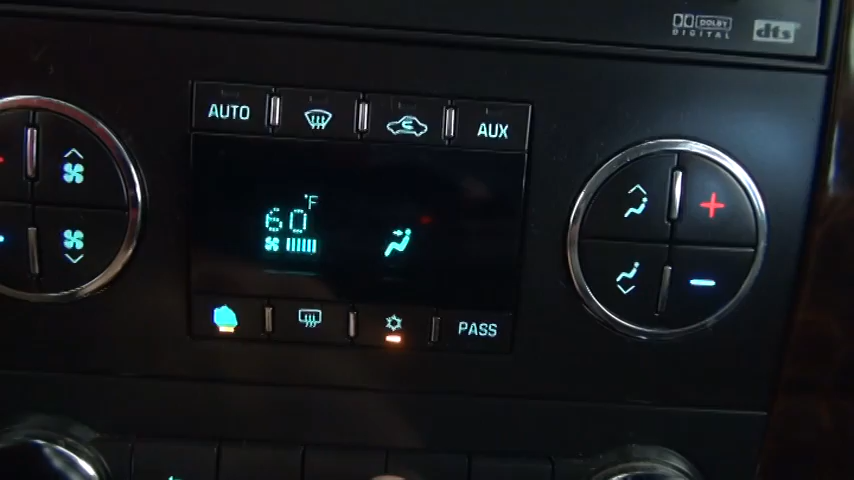 DOLBY
DIGITAL
dts
AUTO
AUX
60°F
PASS